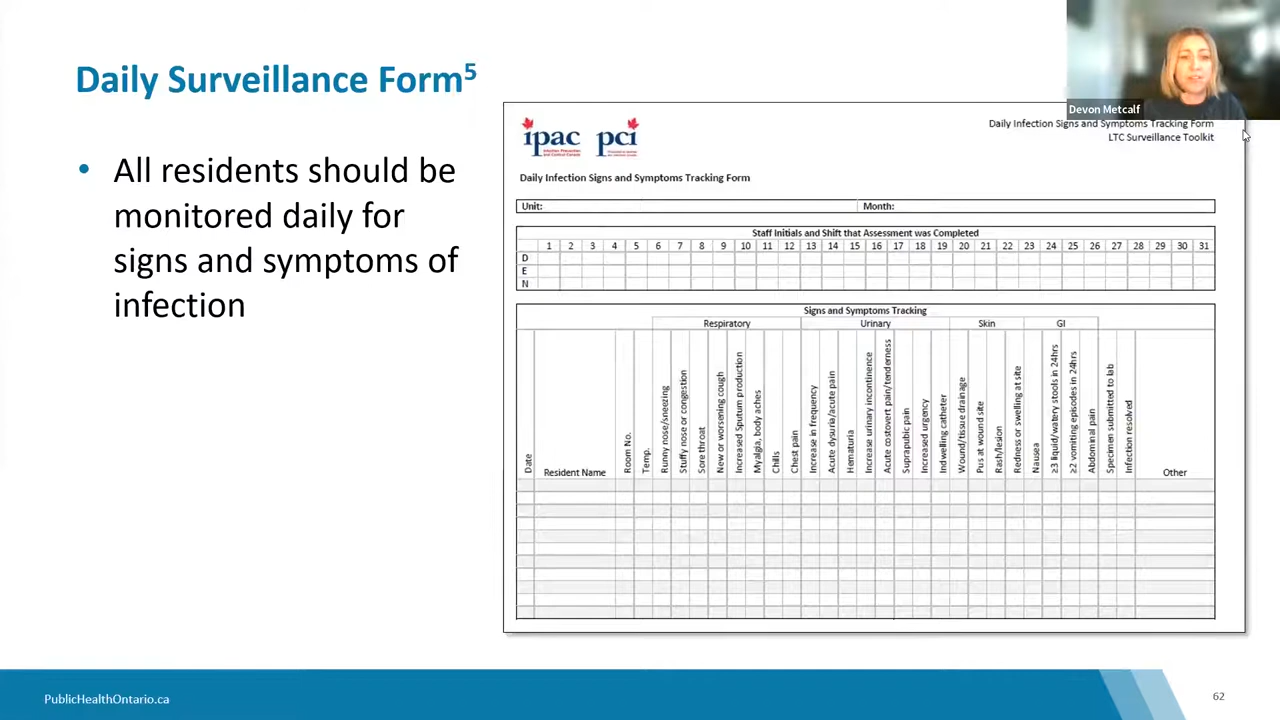 Daily Surveillance Form5
• All residents should be
monitored daily for
signs and symptoms of
infection
Devon Metcalf
ipac pci
Daily Infection Signs and Symptoms Tracking Form
LTC Surveillance Toolkit
Daily Infection Signs and Symptoms Tracking Form
Unit: Month:
Staff Initials and Shift that Assessment was Completed
1 2 3 4 5 6 7 8 9 10 11 12 13 14 15 16 17 18 19 20 21 22 23 24 25 26 27 28 29 30 31
D
E
N
Signs and Symptoms Tracking
Respiratory Urinary Skin GI
Date
Resident Name
Room No.
Temp.
Runny nose/sneezing
Stuffy nose or congestion
Sore throat
New or worsening cough
Increased Sputum production
Myalgia, body aches
Chills
Chest pain
Increase in frequency
Acute dysuria/acute pain
Hematuria
Increase urinary incontinence
Acute costovert pain/tenderness
Suprapubic pain
Increased urgency
Indwelling catheter
Wound/tissue drainage
Pus at wound site
Rash/lesion
Redness or swelling at site
Nausea
≥3 liquid/watery stools in 24hrs
≥2 vomiting episodes in 24hrs
Abdominal pain
Specimen submitted to lab
Infection resolved
Other
PublicHealthOntario.ca
62